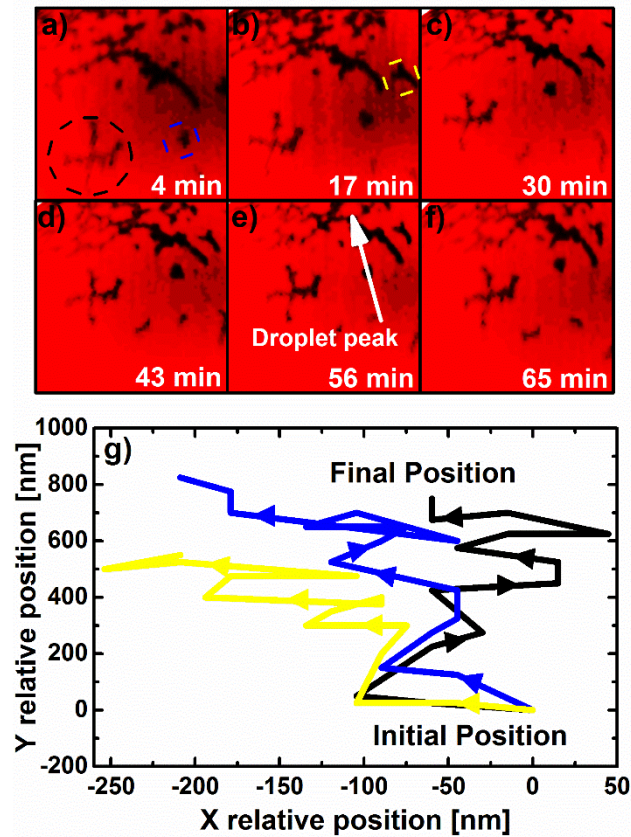 a) b) c)
4 min 17 min 30 min
d) e) f)
Droplet peak
43 min 56 min 65 min
g)
Final Position
Initial Position
1000
800
600
400
200
0
-200
-250 -200 -150 -100 -50 0 50
Y relative position [nm]
X relative position [nm]